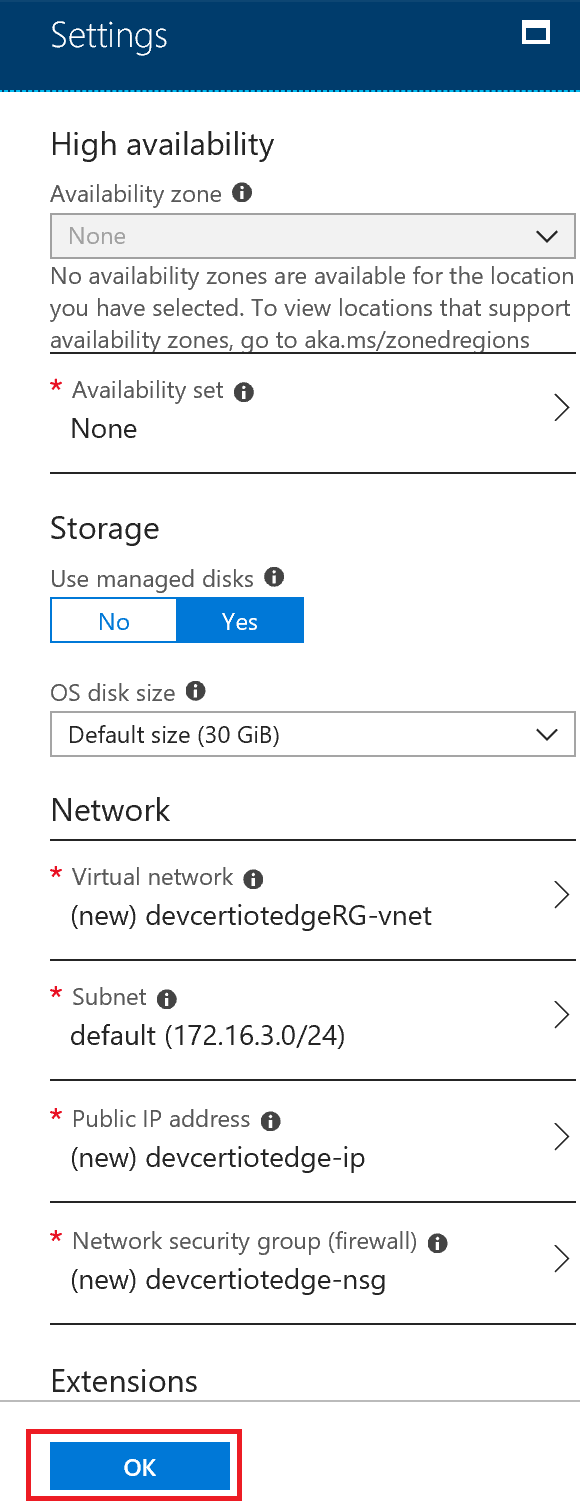 Settings
High availability
Availability zone
None
No availability zones are available for the location
you have selected. To view locations that support
availability zones, go to aka.ms/zonedregions
* Availability set
None
Storage
Use managed disks
No Yes
OS disk size
Default size (30 GiB)
Network
* Virtual network
(new) devcertiotedgeRG-vnet
* Subnet
default (172.16.3.0/24)
* Public IP address
(new) devcertiotedge-ip
* Network security group (firewall)
(new) devcertiotedge-nsg
Extensions
OK